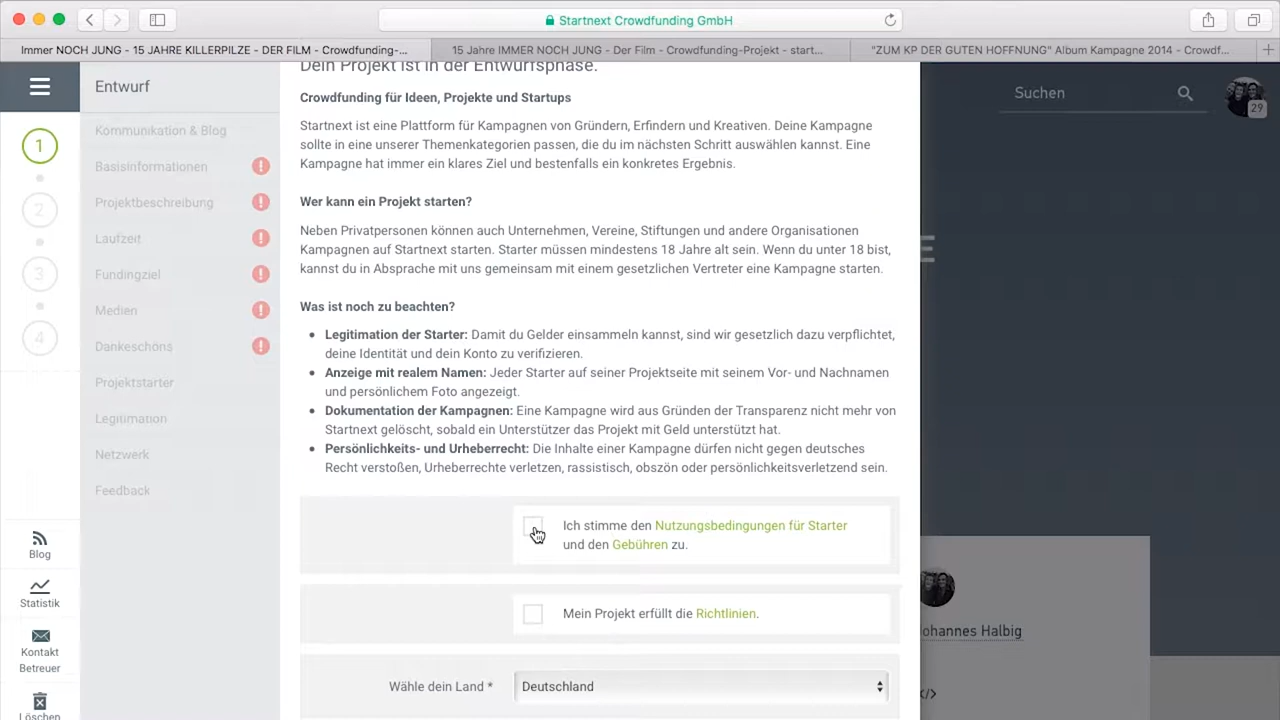 Startnext Crowdfunding GmbH
Immer NOCH JUNG - 15 JAHRE KILLERPILZE - DER FILM - Crowdfunding-...
15 Jahre IMMER NOCH JUNG - Der Film - Crowdfunding-Projekt - start...
"ZUM KP DER GUTEN HOFFNUNG" Album Kampagne 2014 - Crowdf...
Entwurf
Suchen
29
1
2
3
4
Kommunikation & Blog
Basisinformationen
Projektbeschreibung
Laufzeit
Fundingziel
Medien
Dankeschöns
Projektstarter
Legitimation
Netzwerk
Feedback
Blog
Statistik
Kontakt
Betreuer
Löschen
Dein Projekt ist in der Entwurfsphase.
Crowdfunding für Ideen, Projekte und Startups
Startnext ist eine Plattform für Kampagnen von Gründern, Erfindern und Kreativen. Deine Kampagne
sollte in eine unserer Themenkategorien passen, die du im nächsten Schritt auswählen kannst. Eine
Kampagne hat immer ein klares Ziel und bestenfalls ein konkretes Ergebnis.
Wer kann ein Projekt starten?
Neben Privatpersonen können auch Unternehmen, Vereine, Stiftungen und andere Organisationen
Kampagnen auf Startnext starten. Starter müssen mindestens 18 Jahre alt sein. Wenn du unter 18 bist,
kannst du in Absprache mit uns gemeinsam mit einem gesetzlichen Vertreter eine Kampagne starten.
Was ist noch zu beachten?
Legitimation der Starter: Damit du Gelder einsammeln kannst, sind wir gesetzlich dazu verpflichtet,
deine Identität und dein Konto zu verifizieren.
Anzeige mit realem Namen: Jeder Starter auf seiner Projektseite mit seinem Vor- und Nachnamen
und persönlichem Foto angezeigt.
Dokumentation der Kampagnen: Eine Kampagne wird aus Gründen der Transparenz nicht mehr von
Startnext gelöscht, sobald ein Unterstützer das Projekt mit Geld unterstützt hat.
Persönlichkeits- und Urheberrecht: Die Inhalte einer Kampagne dürfen nicht gegen deutsches
Recht verstoßen, Urheberrechte verletzen, rassistisch, obszön oder persönlichkeitsverletzend sein.
Ich stimme den Nutzungsbedingungen für Starter
und den Gebühren zu.
Mein Projekt erfüllt die Richtlinien.
Wähle dein Land *
Deutschland
ohannes Halbig
</>